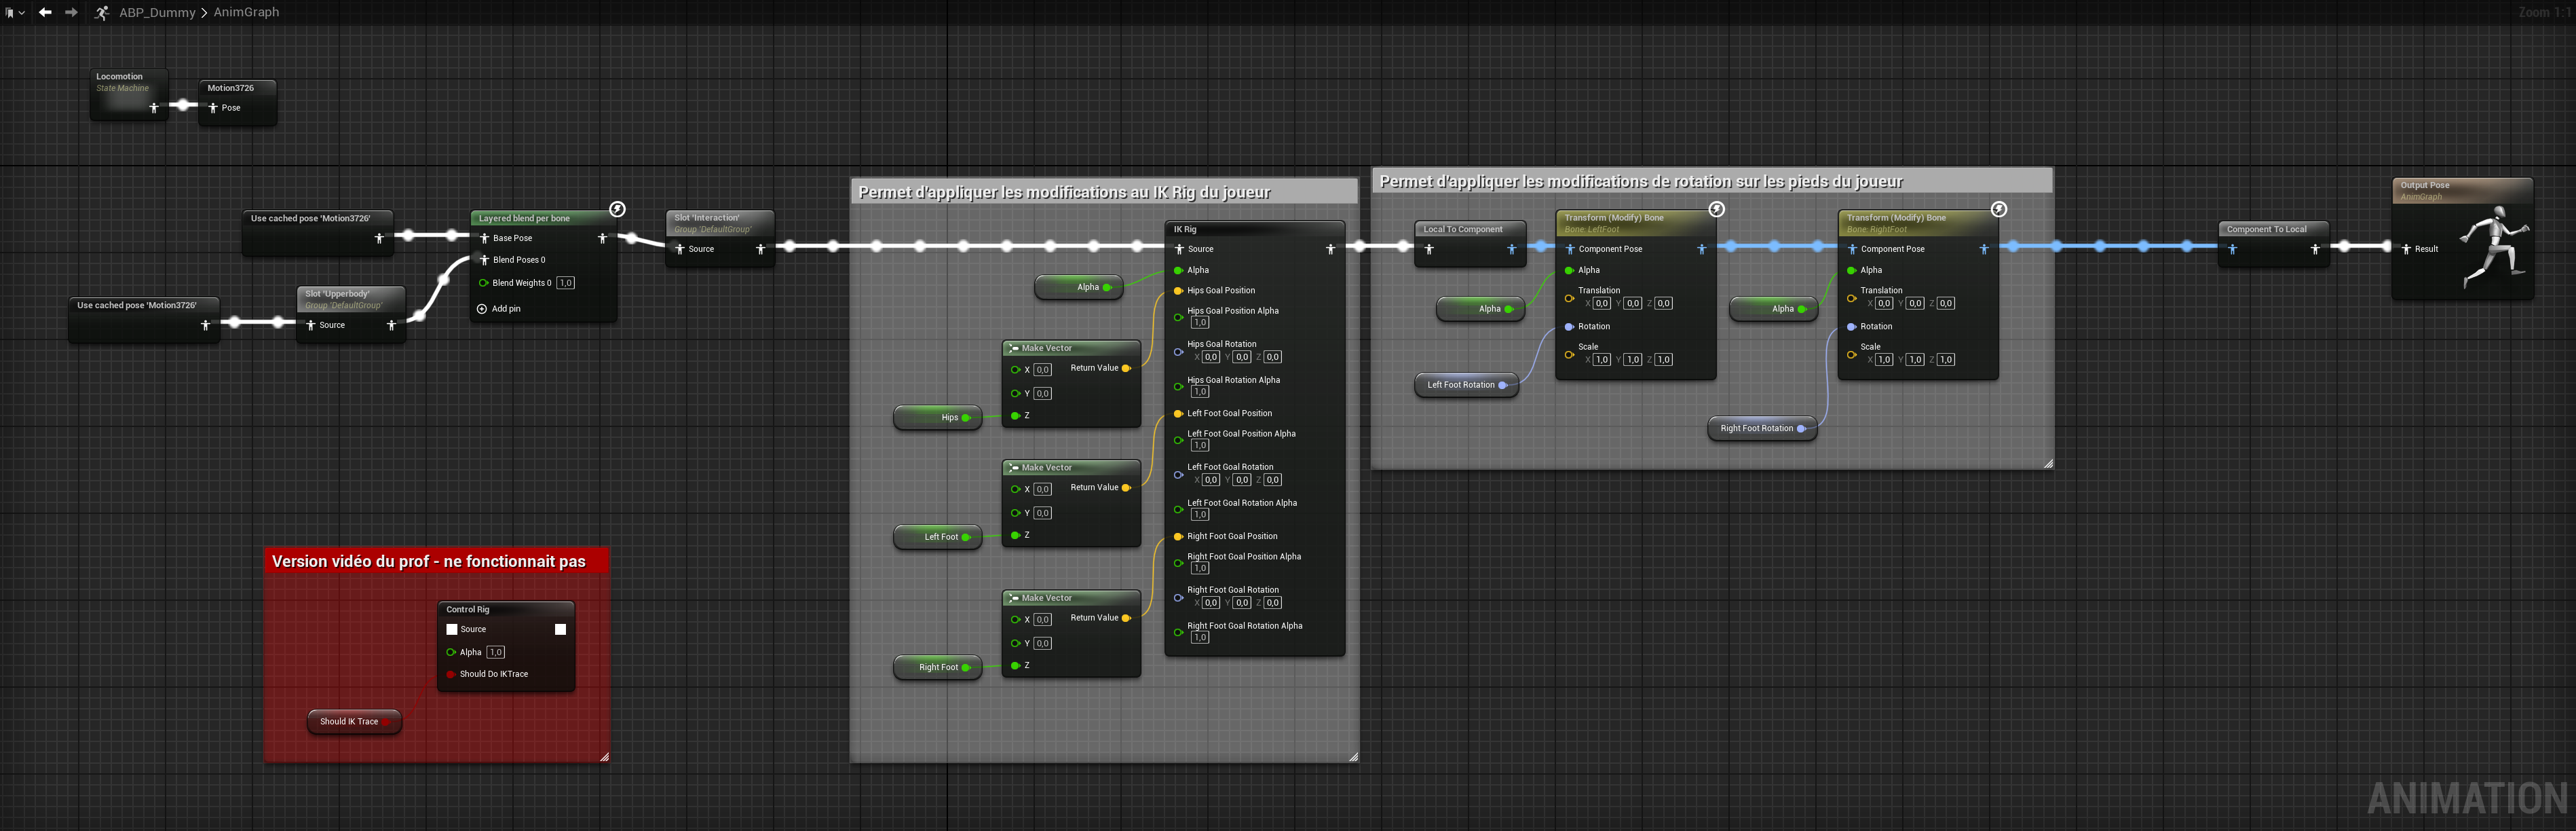 ABP_Dummy > AnimGraph
Zoom 1:1
Locomotion
State Machine
Motion3726
Pose
Use cached pose 'Motion3726'
Layered blend per bone
Base Pose
Blend Poses 0
Blend Weights 0 1,0
Add pin
Use cached pose 'Motion3726'
Slot 'Upperbody'
Group 'DefaultGroup'
Source
Slot 'Interaction'
Group 'DefaultGroup'
Source
Version vidéo du prof - ne fonctionnait pas
Control Rig
Source
Alpha 1,0
Should Do IKTrace
Should IK Trace
Permet d'appliquer les modifications au IK Rig du joueur
Alpha
Make Vector
X 0,0 Return Value
Y 0,0
Z
Hips
Make Vector
X 0,0 Return Value
Y 0,0
Z
Left Foot
Make Vector
X 0,0 Return Value
Y 0,0
Z
Right Foot
IK Rig
Source
Alpha
Hips Goal Position
Hips Goal Position Alpha
1,0
Hips Goal Rotation
X 0,0 Y 0,0 Z 0,0
Hips Goal Rotation Alpha
1,0
Left Foot Goal Position
Left Foot Goal Position Alpha
1,0
Left Foot Goal Rotation
X 0,0 Y 0,0 Z 0,0
Left Foot Goal Rotation Alpha
1,0
Right Foot Goal Position
Right Foot Goal Position Alpha
1,0
Right Foot Goal Rotation
X 0,0 Y 0,0 Z 0,0
Right Foot Goal Rotation Alpha
1,0
Permet d'appliquer les modifications de rotation sur les pieds du joueur
Local To Component
Alpha
Left Foot Rotation
Transform (Modify) Bone
Bone: LeftFoot
Component Pose
Alpha
Translation
X 0,0 Y 0,0 Z 0,0
Rotation
Scale
X 1,0 Y 1,0 Z 1,0
Alpha
Right Foot Rotation
Transform (Modify) Bone
Bone: RightFoot
Component Pose
Alpha
Translation
X 0,0 Y 0,0 Z 0,0
Rotation
Scale
X 1,0 Y 1,0 Z 1,0
Component To Local
Output Pose
AnimGraph
Result
ANIMATION